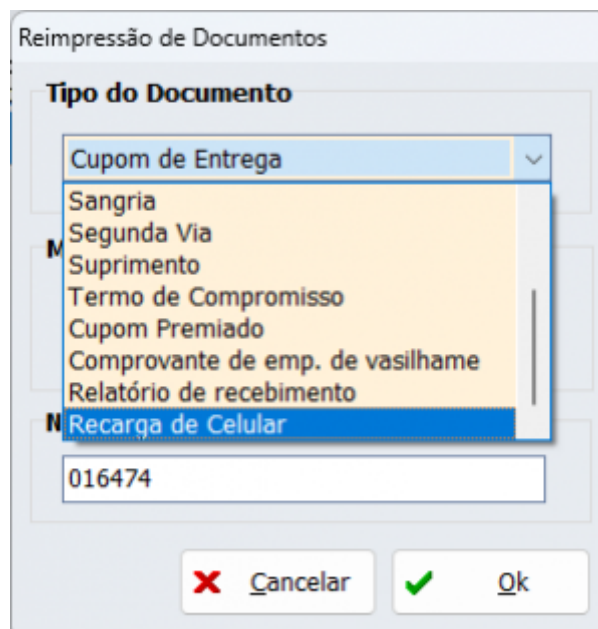 Reimpressão de Documentos
Tipo do Documento
Cupom de Entrega
Sangria
Segunda Via
Suprimento
Termo de Compromisso
Cupom Premiado
Comprovante de emp. de vasilhame
Relatório de recebimento
Recarga de Celular
016474
Cancelar
Ok